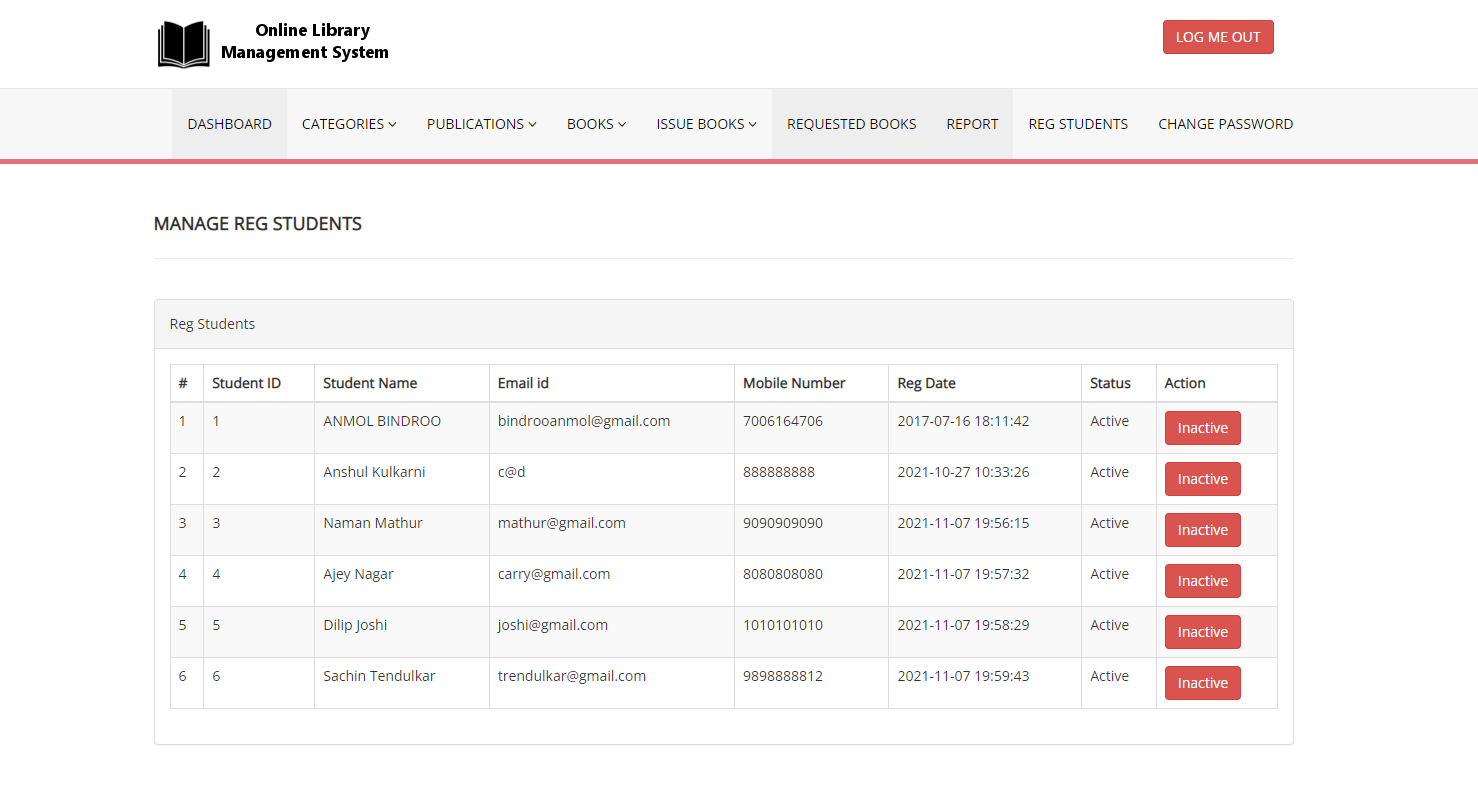 Online Library
Management System
LOG ME OUT
DASHBOARD CATEGORIES PUBLICATIONS BOOKS ISSUE BOOKS REQUESTED BOOKS REPORT REG STUDENTS CHANGE PASSWORD
MANAGE REG STUDENTS
Reg Students
# Student ID Student Name Email id Mobile Number Reg Date Status Action
1 1 ANMOL BINDROO bindrooanmol@gmail.com 7006164706 2017-07-16 18:11:42 Active Inactive
2 2 Anshul Kulkarni c@d 888888888 2021-10-27 10:33:26 Active Inactive
3 3 Naman Mathur mathur@gmail.com 9090909090 2021-11-07 19:56:15 Active Inactive
4 4 Ajey Nagar carry@gmail.com 8080808080 2021-11-07 19:57:32 Active Inactive
5 5 Dilip Joshi joshi@gmail.com 1010101010 2021-11-07 19:58:29 Active Inactive
6 6 Sachin Tendulkar trendulkar@gmail.com 9898888812 2021-11-07 19:59:43 Active Inactive